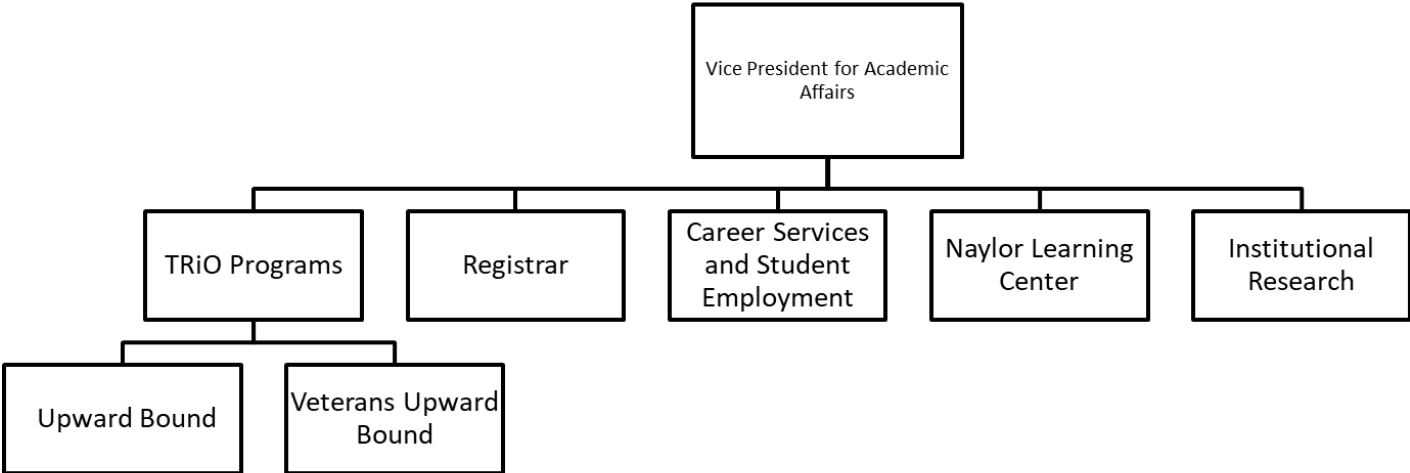 Vice President for Academic
Affairs
TRiO Programs
Registrar
Career Services
and Student
Employment
Naylor Learning
Center
Institutional
Research
Upward Bound
Veterans Upward
Bound